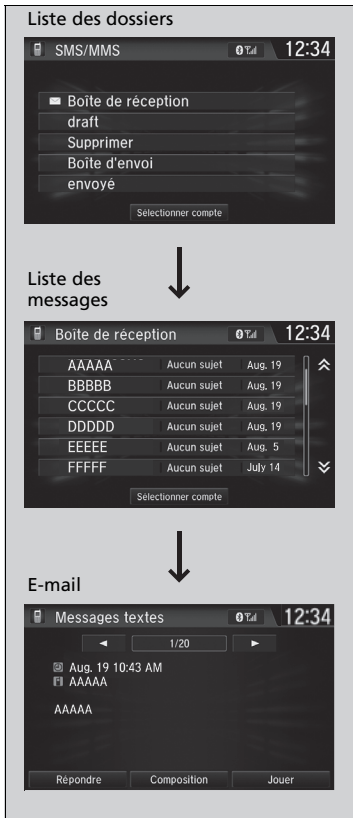 Liste des dossiers
SMS/MMS 12:34
Boîte de réception
draft
Supprimer
Boîte d'envoi
envoyé
Sélectionner compte
Liste des
messages
Boîte de réception 12:34
AAAAA Aucun sujet Aug. 19
BBBBB Aucun sujet Aug. 19
CCCCC Aucun sujet Aug. 19
DDDDD Aucun sujet Aug. 19
EEEEE Aucun sujet Aug. 5
FFFFF Aucun sujet July 14
Sélectionner compte
E-mail
Messages textes 12:34
1/20
Aug. 19 10:43 AM
AAAAA
AAAAA
Répondre Composition Jouer